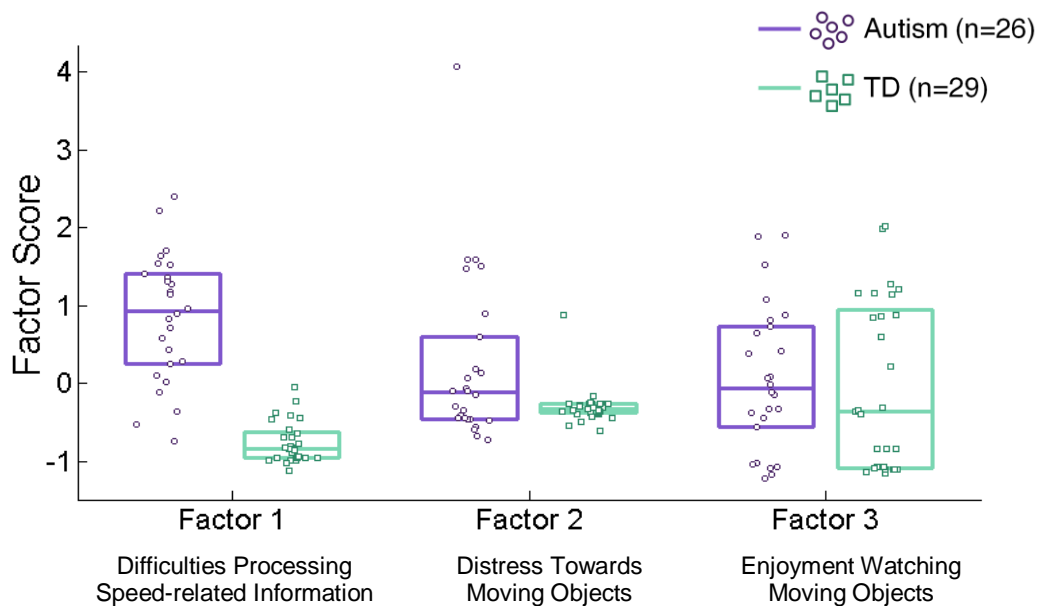 Autism (n=26)
TD (n=29)
Factor Score
4
3
2
1
0
-1
Factor 1
Factor 2
Factor 3
Difficulties Processing
Speed-related Information
Distress Towards
Moving Objects
Enjoyment Watching
Moving Objects